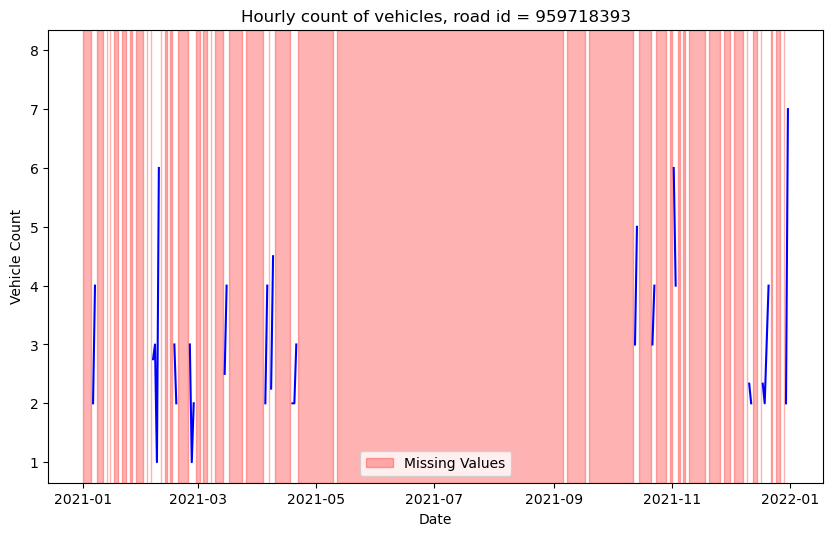 Hourly count of vehicles, road id = 959718393
8
7
6
5
4
3
2
1
Vehicle Count
Missing Values
2021-01 2021-03 2021-05 2021-07 2021-09 2021-11 2022-01
Date